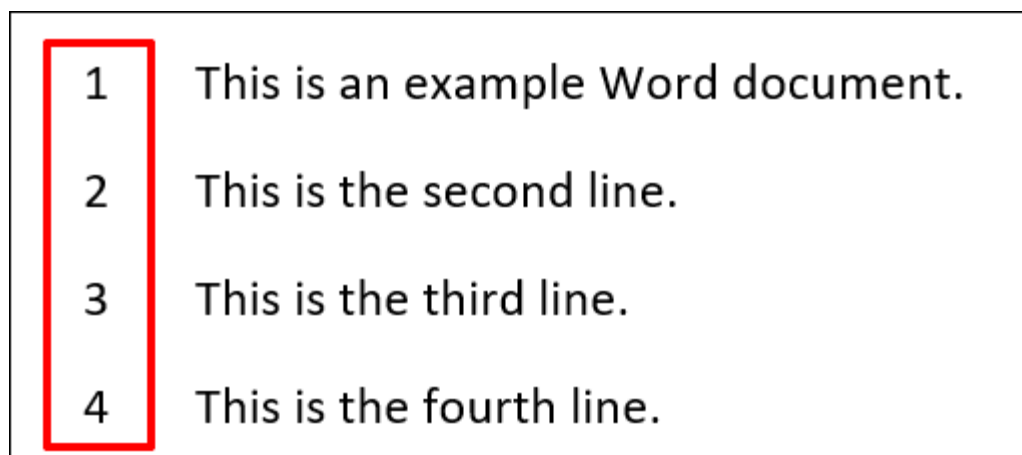 1 This is an example Word document.
2 This is the second line.
3 This is the third line.
4 This is the fourth line.